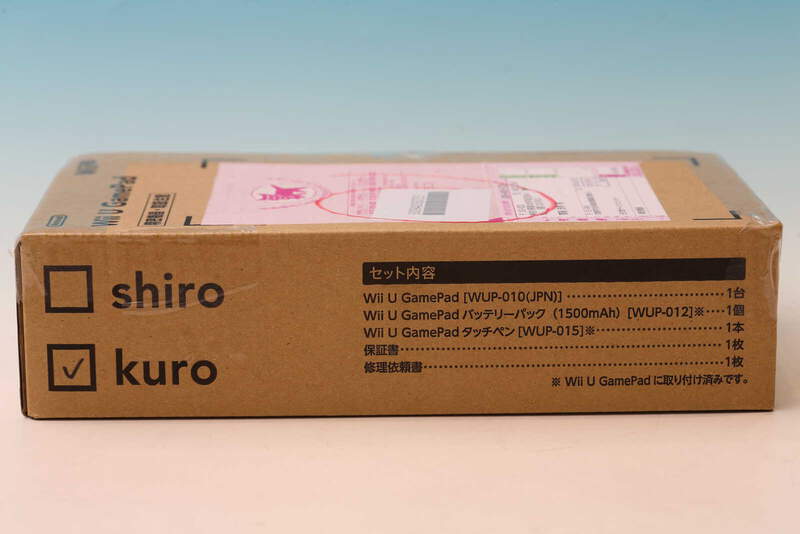 Wii U GamePad
shiro
✓ kuro
セット内容
Wii U GamePad [WUP-010(JPN)] ‥‥‥‥‥‥‥‥ 1台
Wii U GamePad バッテリーパック（1500mAh）[WUP-012]※‥‥1個
Wii U GamePad タッチペン [WUP-015]※‥‥‥‥‥‥‥‥1本
保証書‥‥‥‥‥‥‥‥‥‥‥‥‥‥‥‥1枚
修理依頼書‥‥‥‥‥‥‥‥‥‥‥‥‥‥1枚
※ Wii U GamePad に取り付け済みです。